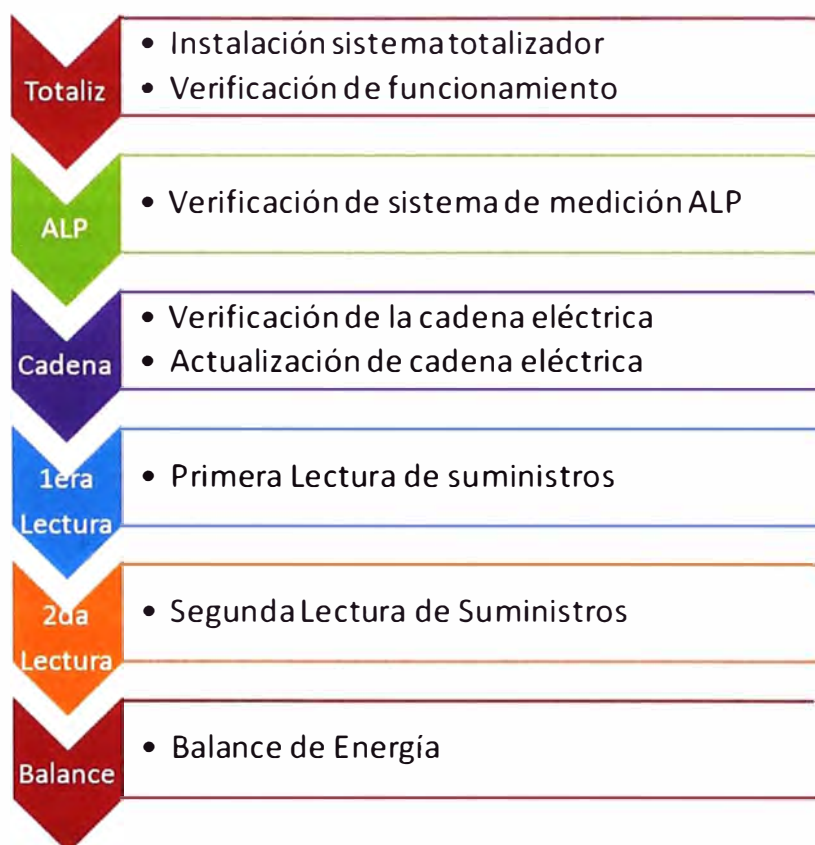 Totaliz
• Instalación sistema totalizador
• Verificación de funcionamiento
ALP
• Verificación de sistema de medición ALP
Cadena
• Verificación de la cadena eléctrica
• Actualización de cadena eléctrica
1era
Lectura
• Primera Lectura de suministros
2da
Lectura
• Segunda Lectura de Suministros
Balance
• Balance de Energía